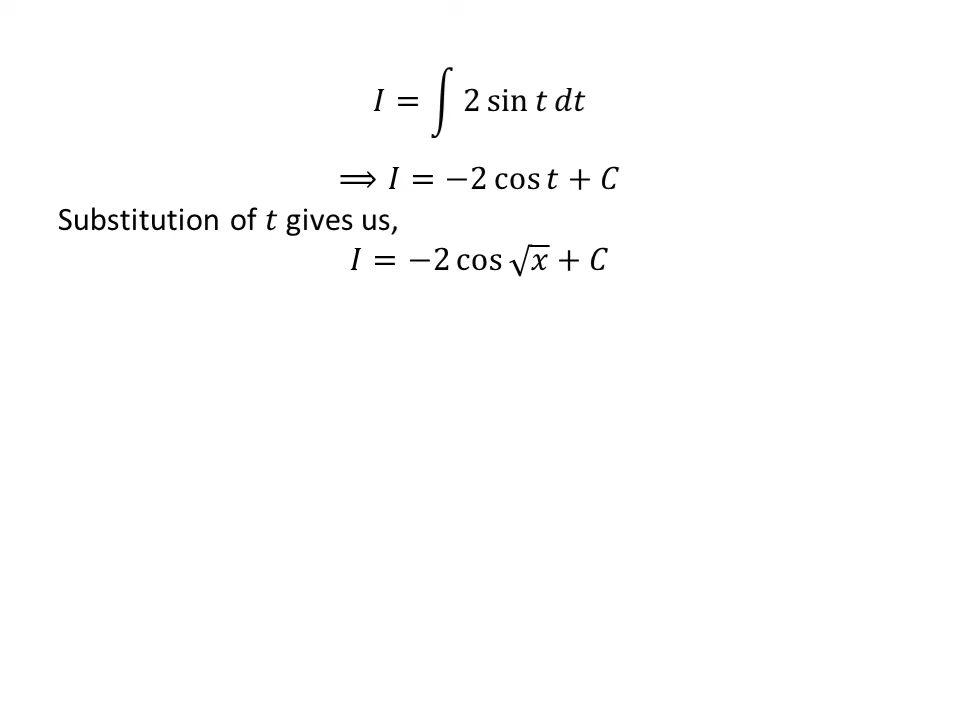 I = ∫ 2 sin t dt
⟹ I = −2 cos t + C
Substitution of t gives us,
I = −2 cos √x + C